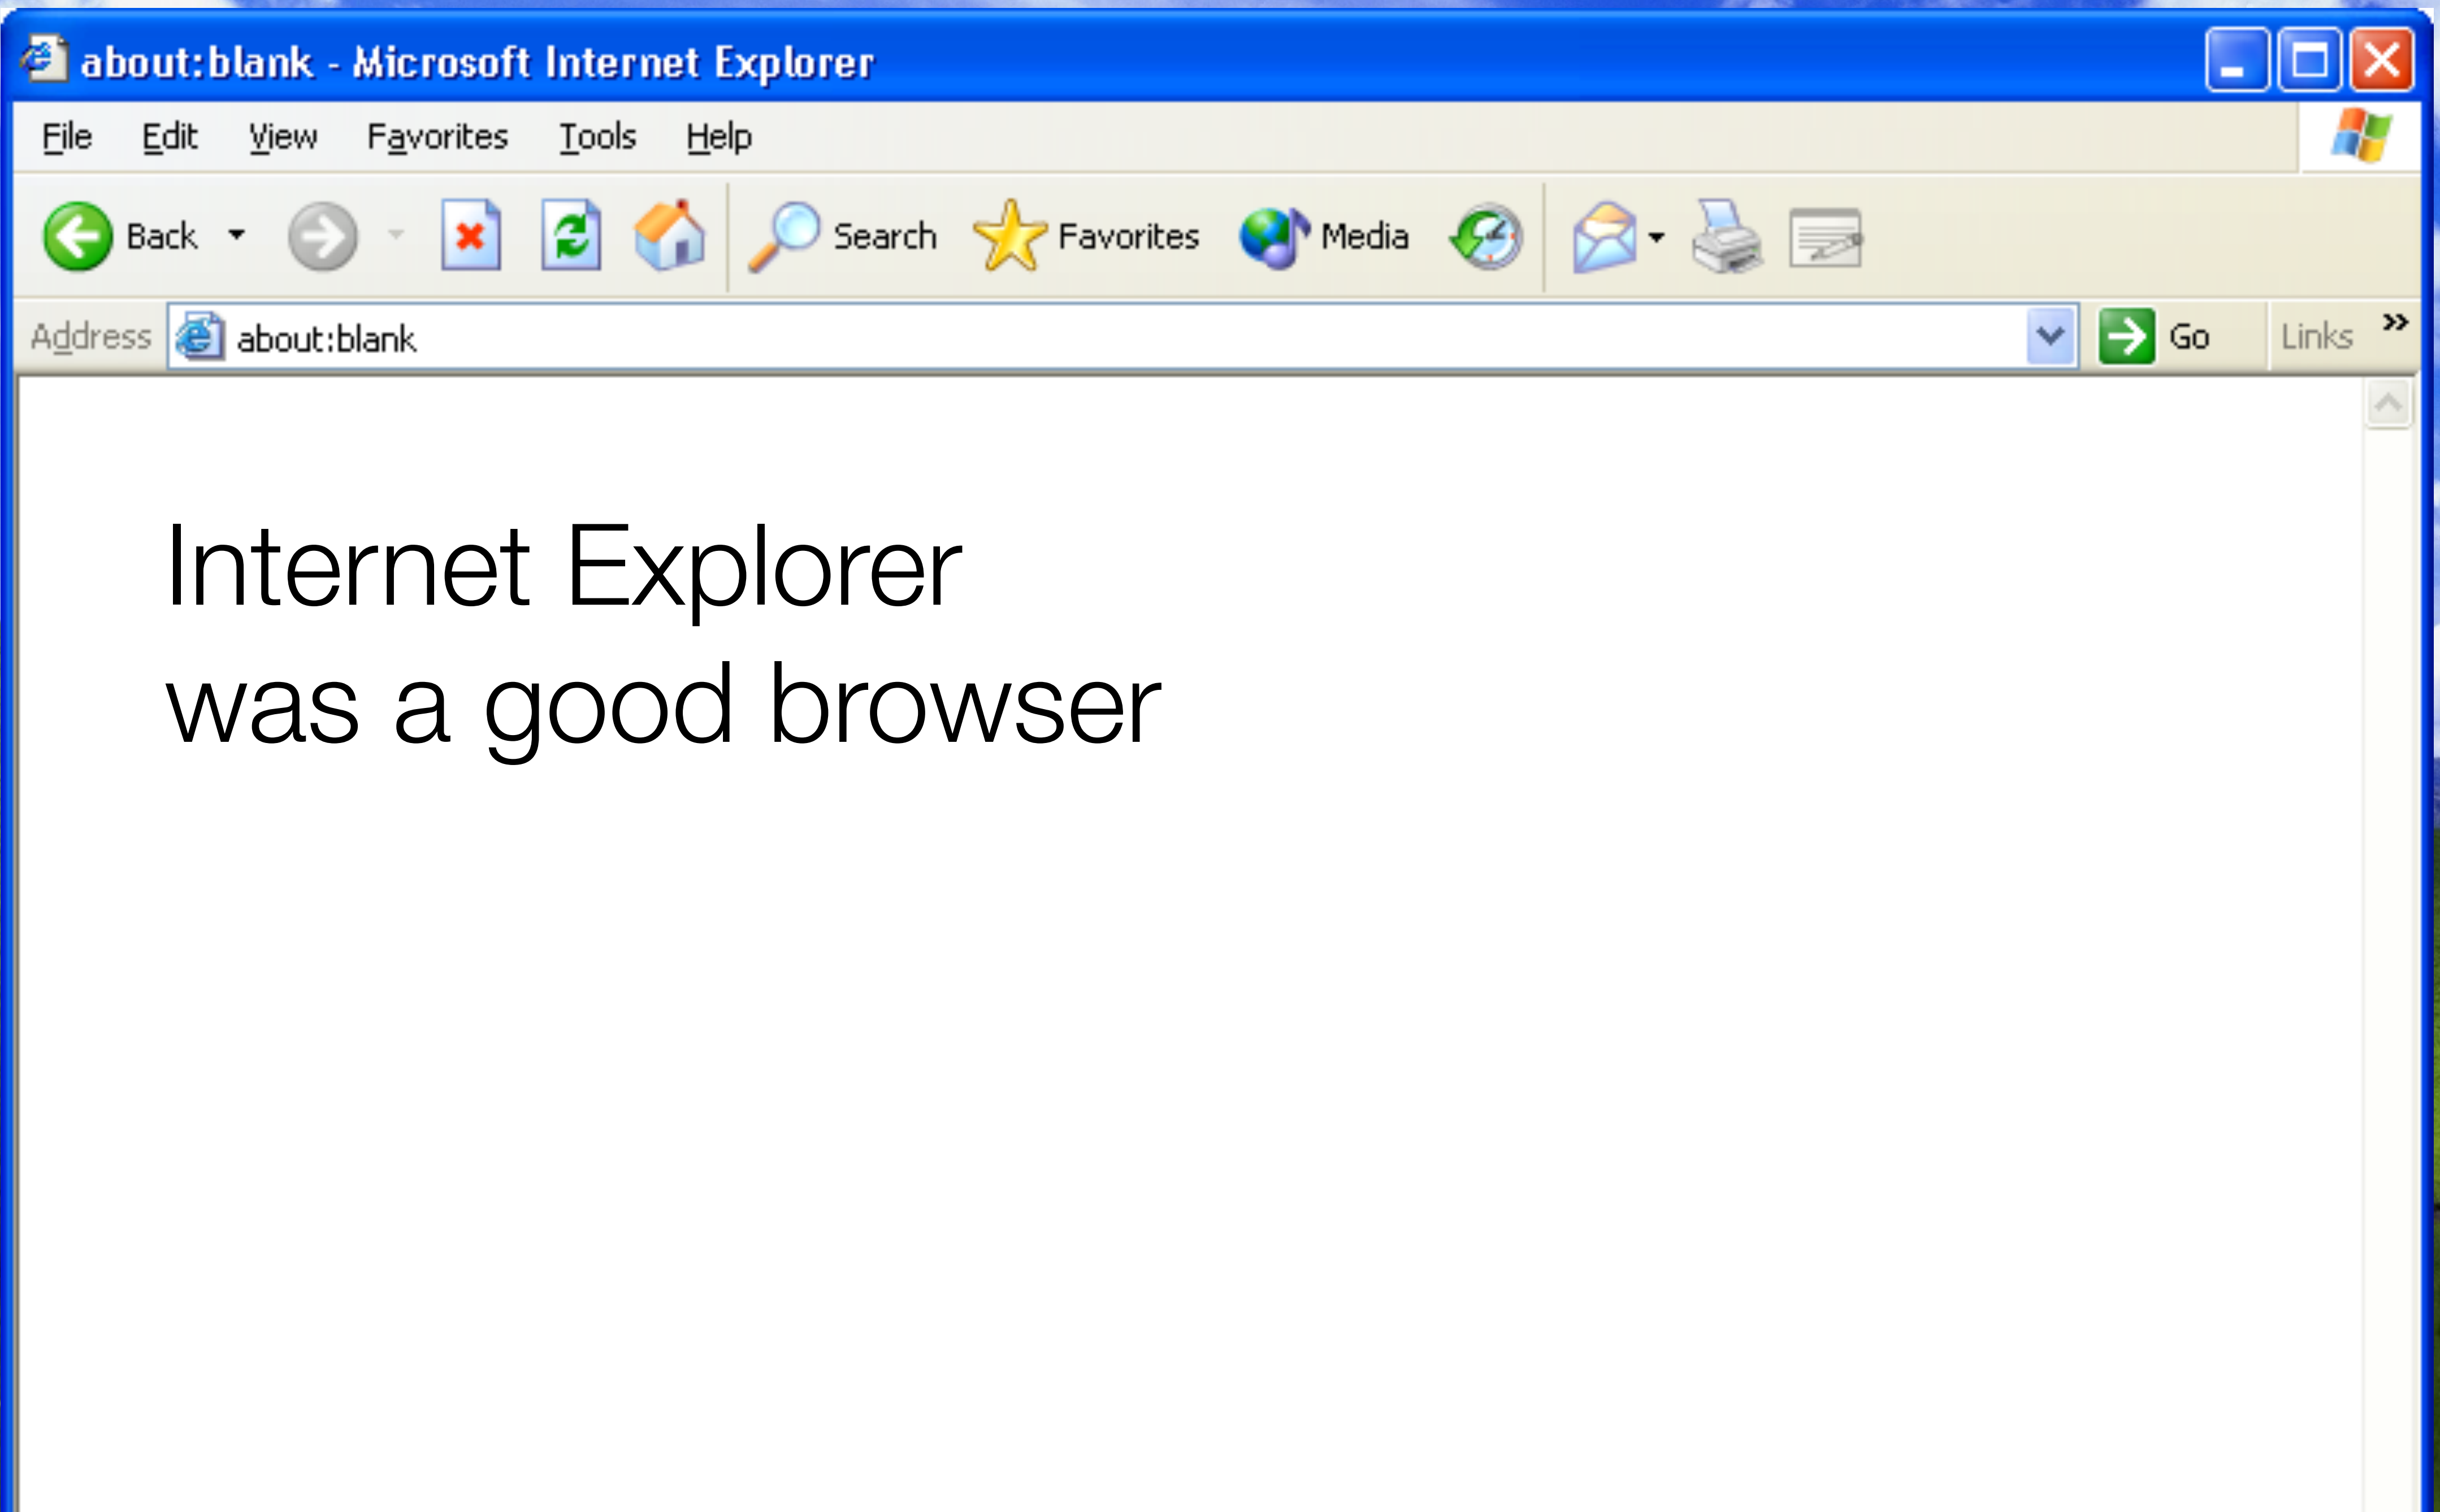 about:blank - Microsoft Internet Explorer
File Edit View Favorites Tools Help
Back Search Favorites Media
Address about:blank Go Links »
Internet Explorer
was a good browser